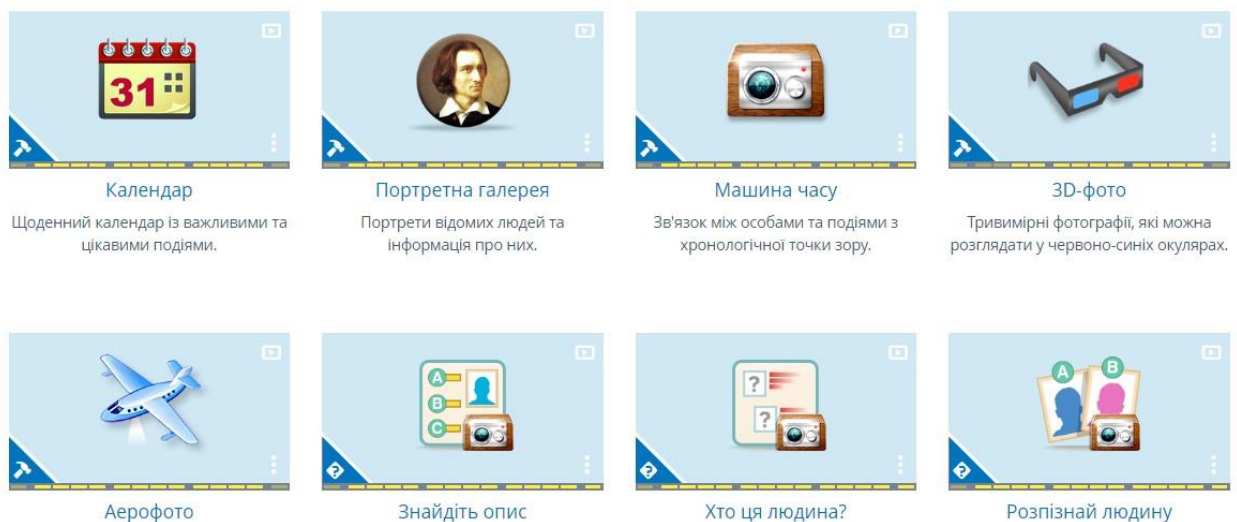 31
Календар
Щоденний календар із важливими та
цікавими подіями.
Портретна галерея
Портрети відомих людей та
інформація про них.
Машина часу
Зв'язок між особами та подіями з
хронологічної точки зору.
3D-фото
Тривимірні фотографії, які можна
розглядати у червоно-синіх окулярах.
Аерофото
A
B
C
?
Знайдіть опис
?
?
?
Хто ця людина?
A
B
?
Розпізнай людину